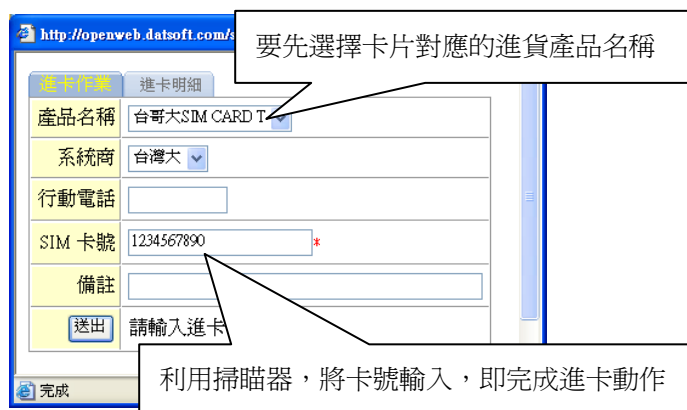 http://openweb.datsoft.com/s
要先選擇卡片對應的進貨產品名稱
進卡作業 進卡明細
產品名稱 台哥大SIM CARD T
系統商 台灣大
行動電話
SIM 卡號 1234567890 *
備註
送出 請輸入進卡
利用掃瞄器，將卡號輸入，即完成進卡動作
完成